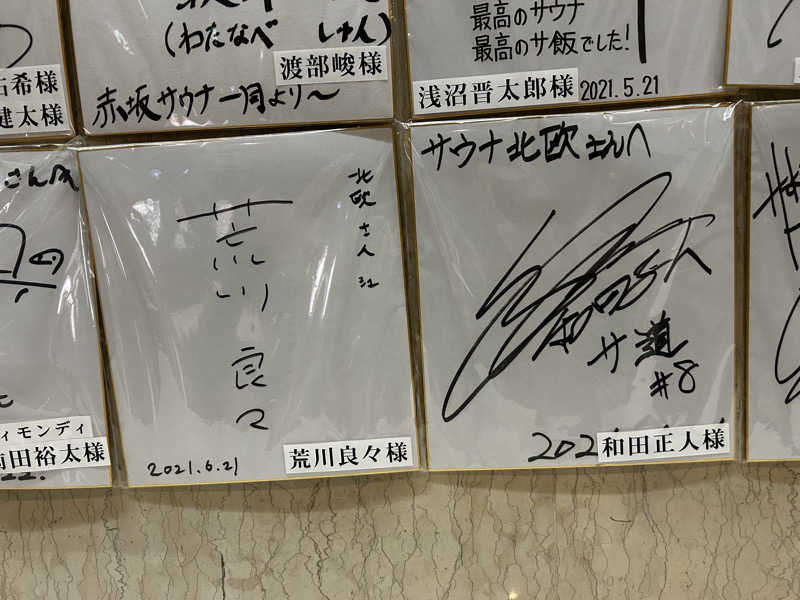 右希様
健太様
(わたなべ しゅん)
渡部峻様
赤坂サウナ一同より〜
最高のサウナ
最高のサ飯でした!
浅沼晋太郎様
2021.5.21
さん江
ィモンディ
前田裕太様
北欧さん江
荒川
良々
2021.6.21
荒川良々様
サウナ北欧さんへ
サ道
#8
202
和田正人様